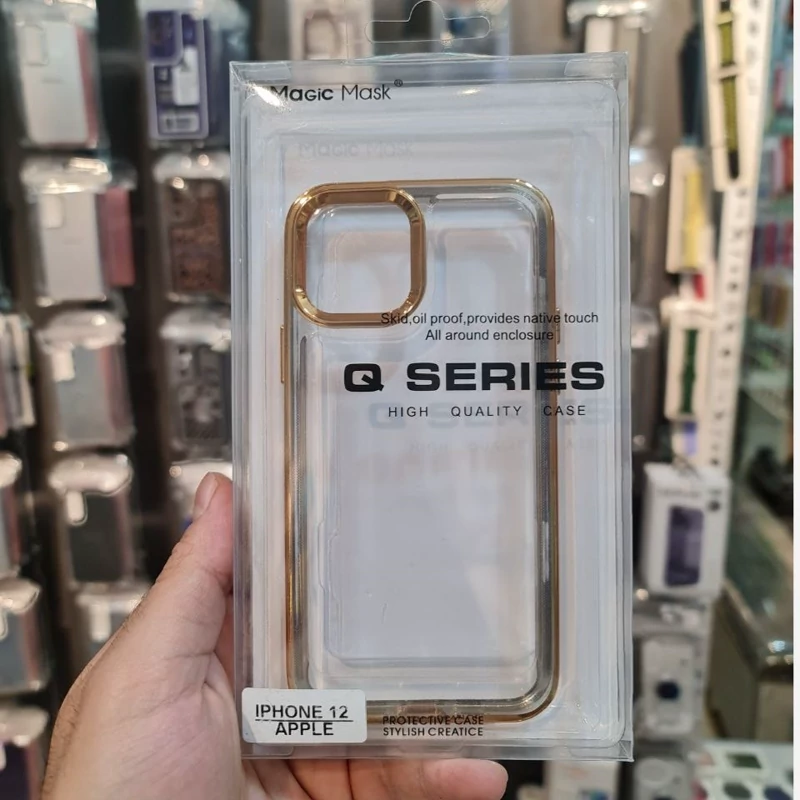 Magic Mask®
Skid,oil proof,provides native touch
All around enclosure
Q SERIES
HIGH QUALITY CASE
IPHONE 12
APPLE
PROTECTIVE CASE
STYLISH CREATICE